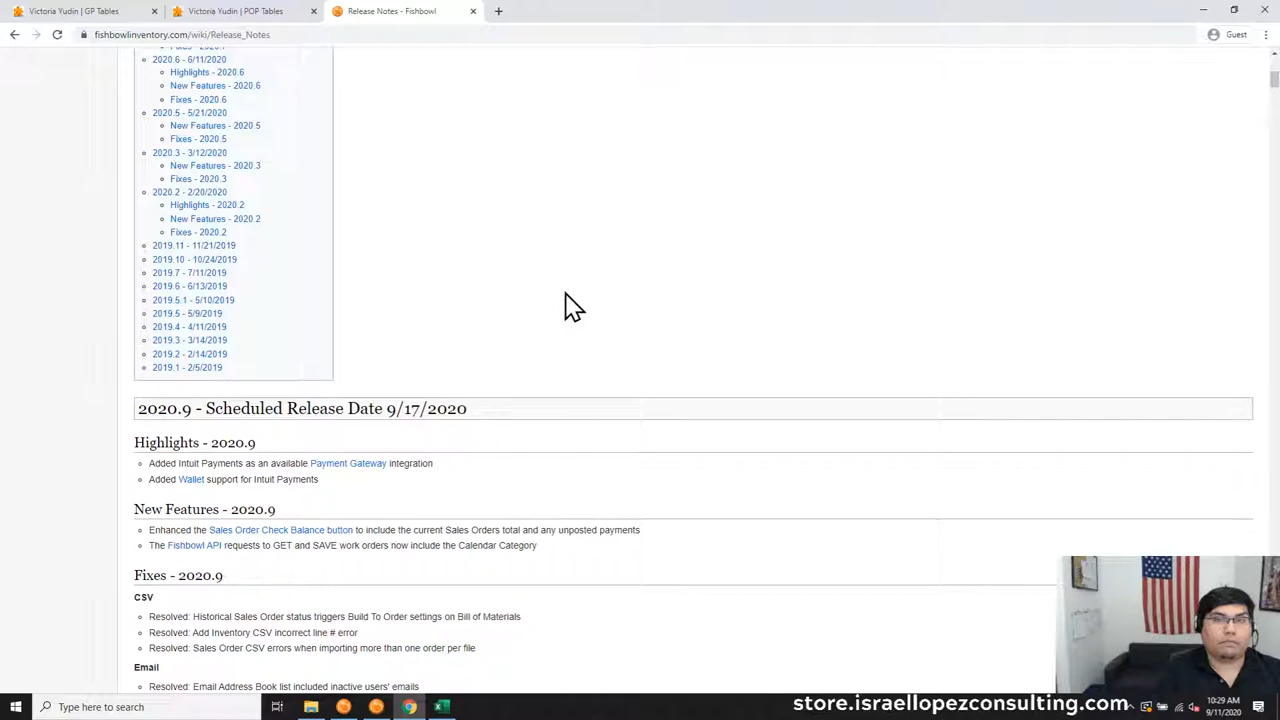 Victoria Yudin | GP Tables
Victoria Yudin | POP Tables
Release Notes - Fishbowl
fishbowlinventory.com/wiki/Release_Notes
Guest
2020.6 - 6/11/2020
Highlights - 2020.6
New Features - 2020.6
Fixes - 2020.6
2020.5 - 5/21/2020
New Features - 2020.5
Fixes - 2020.5
2020.3 - 3/12/2020
New Features - 2020.3
Fixes - 2020.3
2020.2 - 2/20/2020
Highlights - 2020.2
New Features - 2020.2
Fixes - 2020.2
2019.11 - 11/21/2019
2019.10 - 10/24/2019
2019.7 - 7/11/2019
2019.6 - 6/13/2019
2019.5.1 - 5/10/2019
2019.5 - 5/9/2019
2019.4 - 4/11/2019
2019.3 - 3/14/2019
2019.2 - 2/14/2019
2019.1 - 2/5/2019
2020.9 - Scheduled Release Date 9/17/2020
Highlights - 2020.9
Added Intuit Payments as an available Payment Gateway integration
Added Wallet support for Intuit Payments
New Features - 2020.9
Enhanced the Sales Order Check Balance button to include the current Sales Orders total and any unposted payments
The Fishbowl API requests to GET and SAVE work orders now include the Calendar Category
Fixes - 2020.9
CSV
Resolved: Historical Sales Order status triggers Build To Order settings on Bill of Materials
Resolved: Add Inventory CSV incorrect line # error
Resolved: Sales Order CSV errors when importing more than one order per file
Email
Resolved: Email Address Book list included inactive users' emails
Type here to search
store.israellopezconsulting.com
10:29 AM
9/11/2020